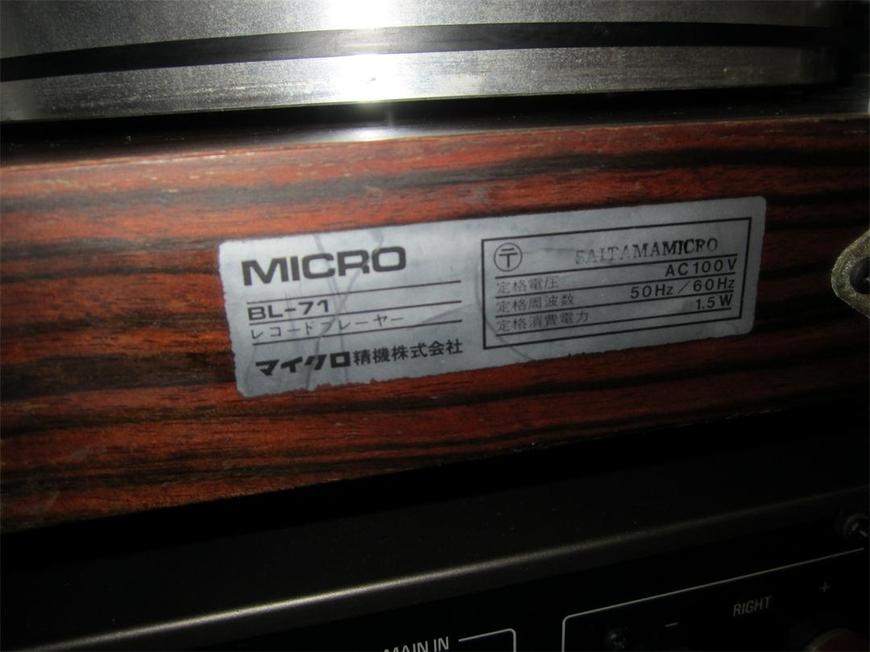 MICRO
BL-71
レコードプレーヤー
マイクロ精機株式会社
〒 SAITAMAMICRO
定格電圧 AC100V
定格周波数 50Hz/60Hz
定格消費電力 1.5W
MAIN IN
− RIGHT +